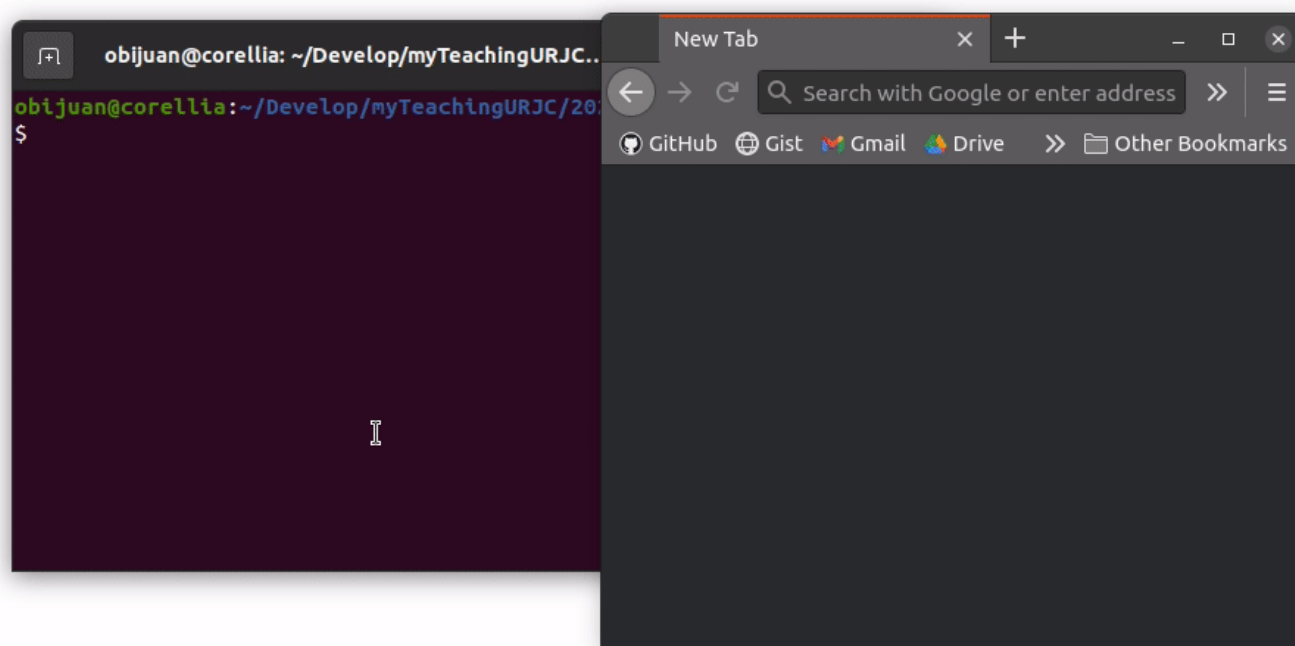 obijuan@corellia: ~/Develop/myTeachingURJC...
obijuan@corellia:~/Develop/myTeachingURJC/202
$
New Tab
Search with Google or enter address
GitHub Gist Gmail Drive Other Bookmarks